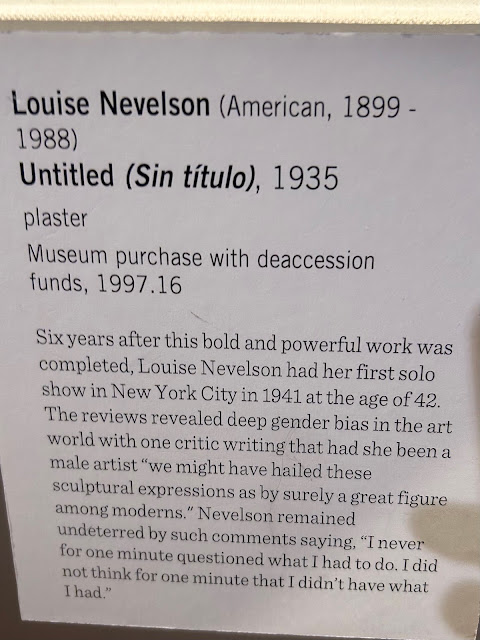 Louise Nevelson (American, 1899 -
1988)
Untitled (Sin título), 1935
plaster
Museum purchase with deaccession
funds, 1997.16
Six years after this bold and powerful work was
completed, Louise Nevelson had her first solo
show in New York City in 1941 at the age of 42.
The reviews revealed deep gender bias in the art
world with one critic writing that had she been a
male artist “we might have hailed these
sculptural expressions as by surely a great figure
among moderns.” Nevelson remained
undeterred by such comments saying, “I never
for one minute questioned what I had to do. I did
not think for one minute that I didn’t have what
I had.”